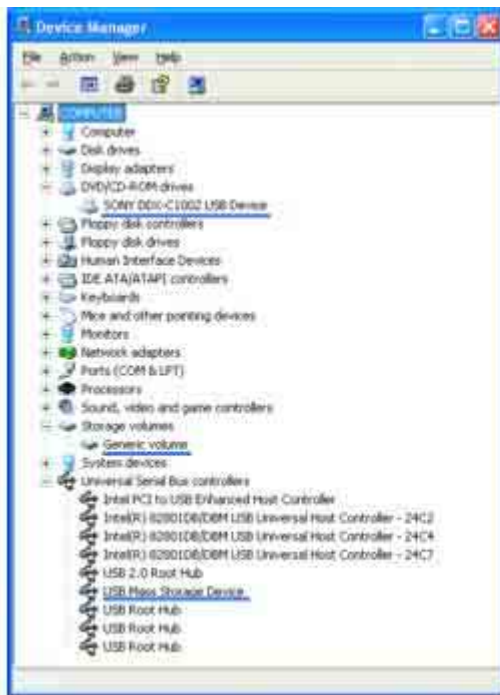 Device Manager
File Action View Help
COMPUTER
Computer
Disk drives
Display adapters
DVD/CD-ROM drives
SONY DDX-C1002 USB Device
Floppy disk controllers
Floppy disk drives
Human Interface Devices
IDE ATA/ATAPI controllers
Keyboards
Mice and other pointing devices
Monitors
Network adapters
Ports (COM & LPT)
Processors
Sound, video and game controllers
Storage volumes
Generic volume
System devices
Universal Serial Bus controllers
Intel PCI to USB Enhanced Host Controller
Intel(R) 82801DB/DBM USB Universal Host Controller - 24C2
Intel(R) 82801DB/DBM USB Universal Host Controller - 24C4
Intel(R) 82801DB/DBM USB Universal Host Controller - 24C7
USB 2.0 Root Hub
USB Mass Storage Device
USB Root Hub
USB Root Hub
USB Root Hub